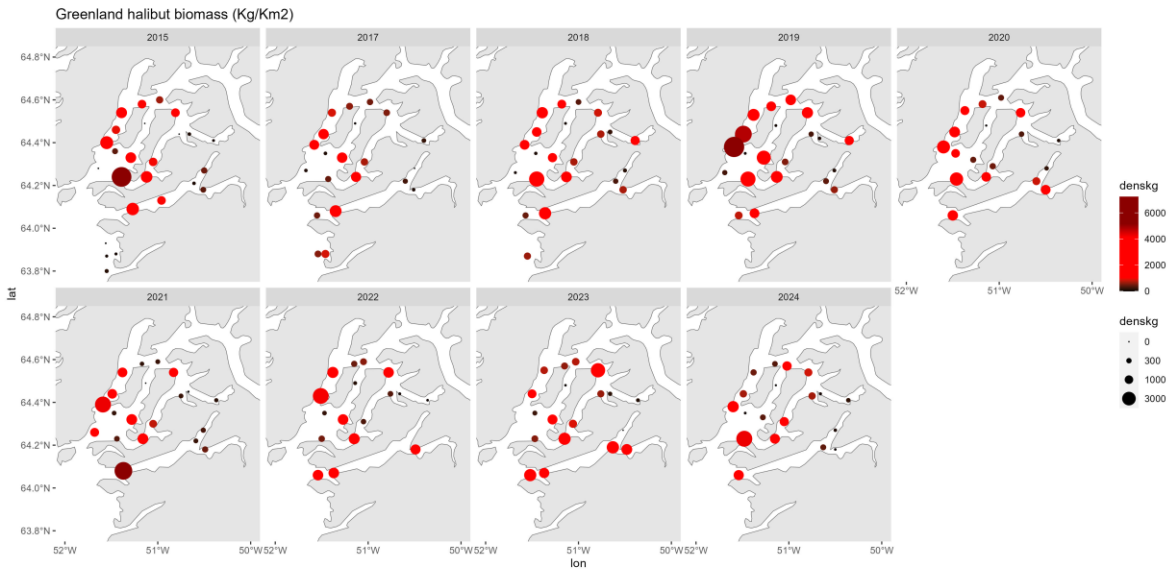 Greenland halibut biomass (Kg/Km2)
2015 2017 2018 2019 2020
64.8°N
64.6°N
64.4°N
64.2°N
64.0°N
63.8°N
52°W 51°W 50°W
lat
2021 2022 2023 2024
64.8°N
64.6°N
64.4°N
64.2°N
64.0°N
63.8°N
52°W 51°W 50°W52°W 51°W 50°W52°W 51°W 50°W52°W 51°W 50°W
lon
denskg
6000
4000
2000
0
denskg
0
300
1000
3000